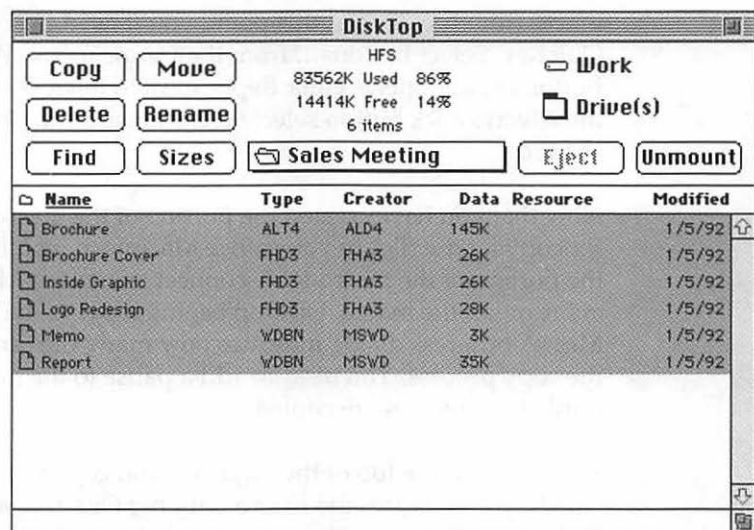 DiskTop
Copy Move
HFS
83562K Used 86%
14414K Free 14%
6 items
Work
Delete Rename
Drive(s)
Find Sizes
Sales Meeting
Eject Unmount
Name Type Creator Data Resource Modified
Brochure ALT4 ALD4 145K 1/5/92
Brochure Cover FHD3 FHA3 26K 1/5/92
Inside Graphic FHD3 FHA3 26K 1/5/92
Logo Redesign FHD3 FHA3 28K 1/5/92
Memo WDBN MSWD 3K 1/5/92
Report WDBN MSWD 35K 1/5/92